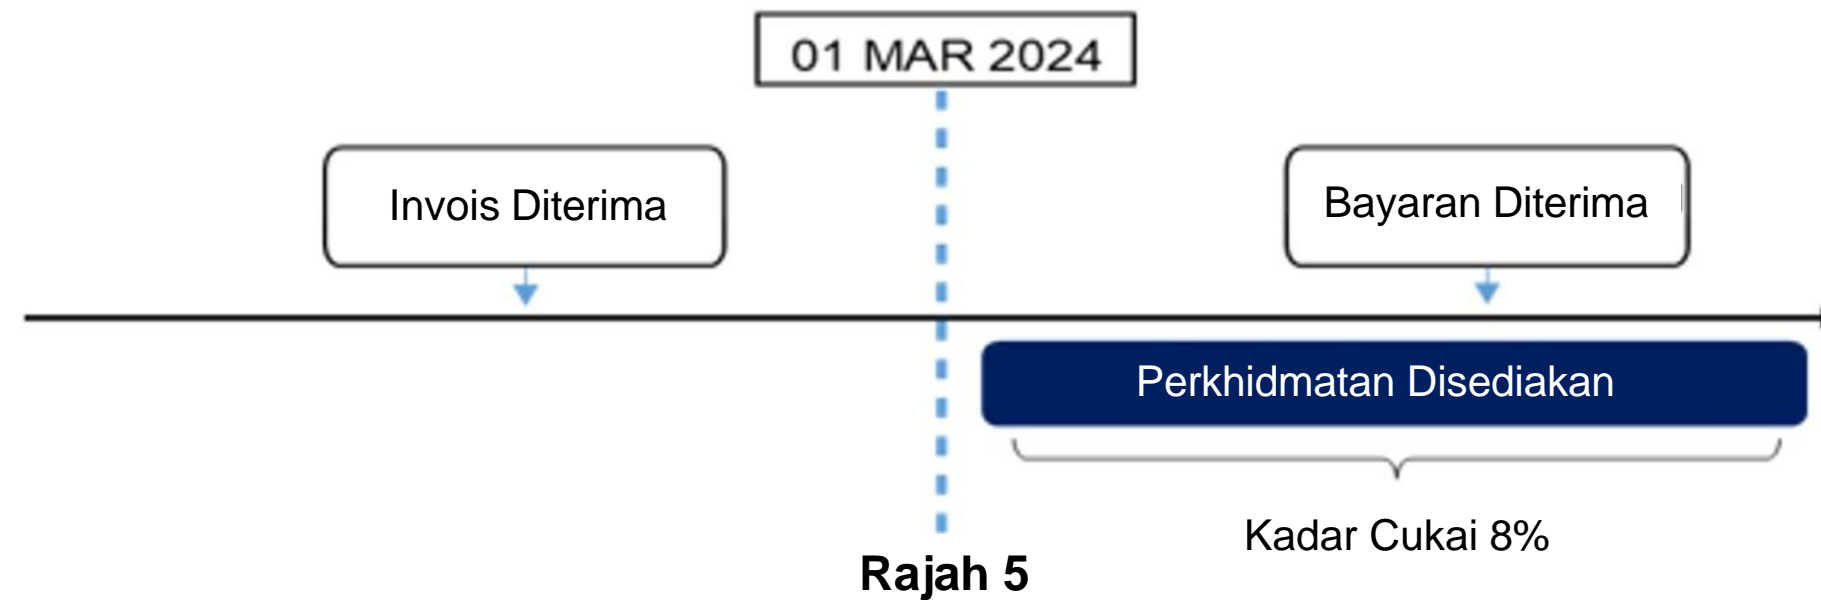 01 MAR 2024
Invois Diterima
Bayaran Diterima
Perkhidmatan Disediakan
Kadar Cukai 8%
Rajah 5